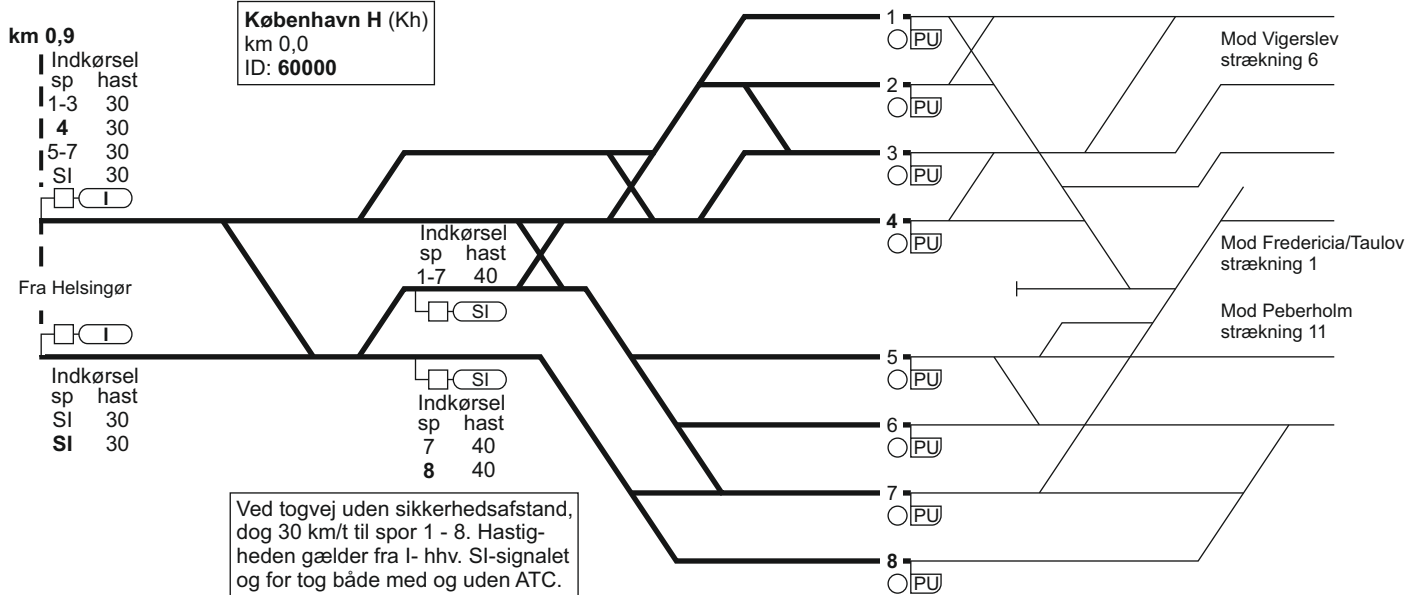 København H (Kh)
km 0,0
ID: 60000
km 0,9
Indkørsel
sp hast
1-3 30
4 30
5-7 30
SI 30
I
Fra Helsingør
I
Indkørsel
sp hast
SI 30
SI 30
Indkørsel
sp hast
1-7 40
SI
SI
Indkørsel
sp hast
7 40
8 40
Ved togvej uden sikkerhedsafstand,
dog 30 km/t til spor 1 - 8. Hastig-
heden gælder fra I- hhv. SI-signalet
og for tog både med og uden ATC.
1
PU
2
PU
3
PU
4
PU
5
PU
6
PU
7
PU
8
PU
Mod Vigerslev
strækning 6
Mod Fredericia/Taulov
strækning 1
Mod Peberholm
strækning 11